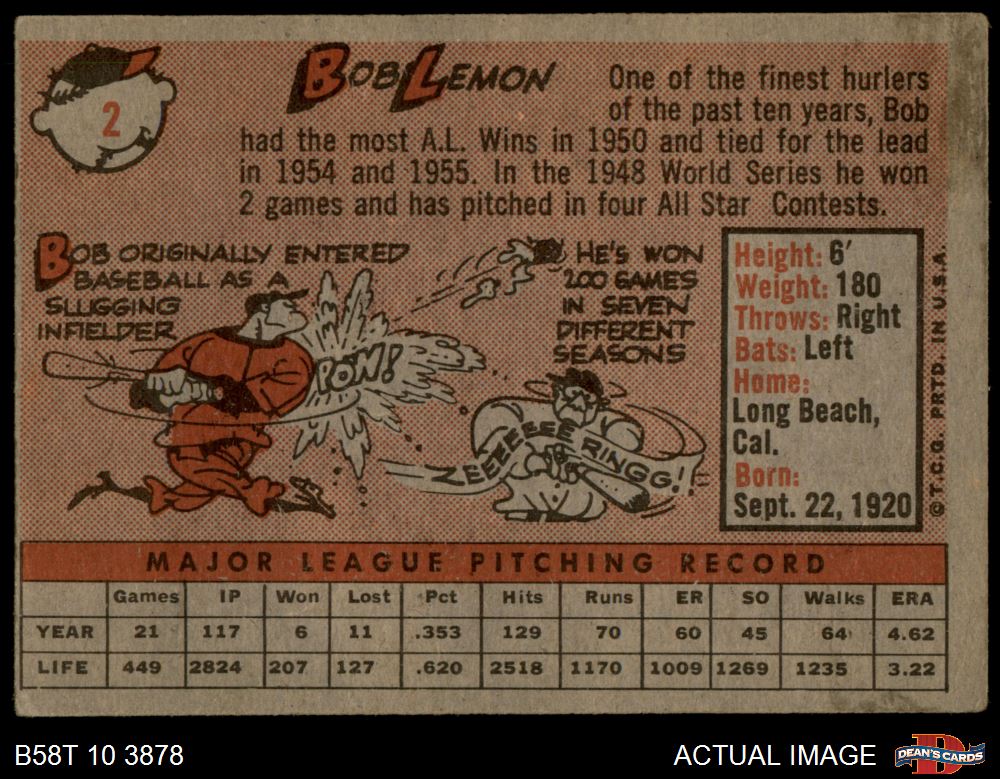 2
BOB LEMON
One of the finest hurlers
of the past ten years, Bob
had the most A.L. Wins in 1950 and tied for the lead
in 1954 and 1955. In the 1948 World Series he won
2 games and has pitched in four All Star Contests.
BOB ORIGINALLY ENTERED
BASEBALL AS A
SLUGGING
INFIELDER
POW!
HE'S WON
200 GAMES
IN SEVEN
DIFFERENT
SEASONS
ZEEEEEEE RINGG!
Height: 6'
Weight: 180
Throws: Right
Bats: Left
Home:
Long Beach,
Cal.
Born:
Sept. 22, 1920
© T.C.G. PRTD. IN U.S.A.
MAJOR LEAGUE PITCHING RECORD
Games IP Won Lost Pct Hits Runs ER SO Walks ERA
YEAR 21 117 6 11 .353 129 70 60 45 64 4.62
LIFE 449 2824 207 127 .620 2518 1170 1009 1269 1235 3.22
B58T 10 3878
ACTUAL IMAGE
DEAN'S CARDS